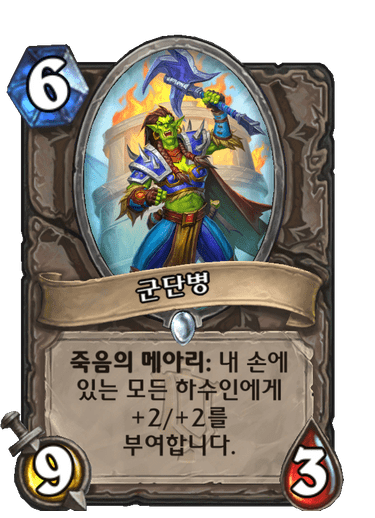 6
군단병
죽음의 메아리: 내 손에
있는 모든 하수인에게
+2/+2를
부여합니다.
9
3